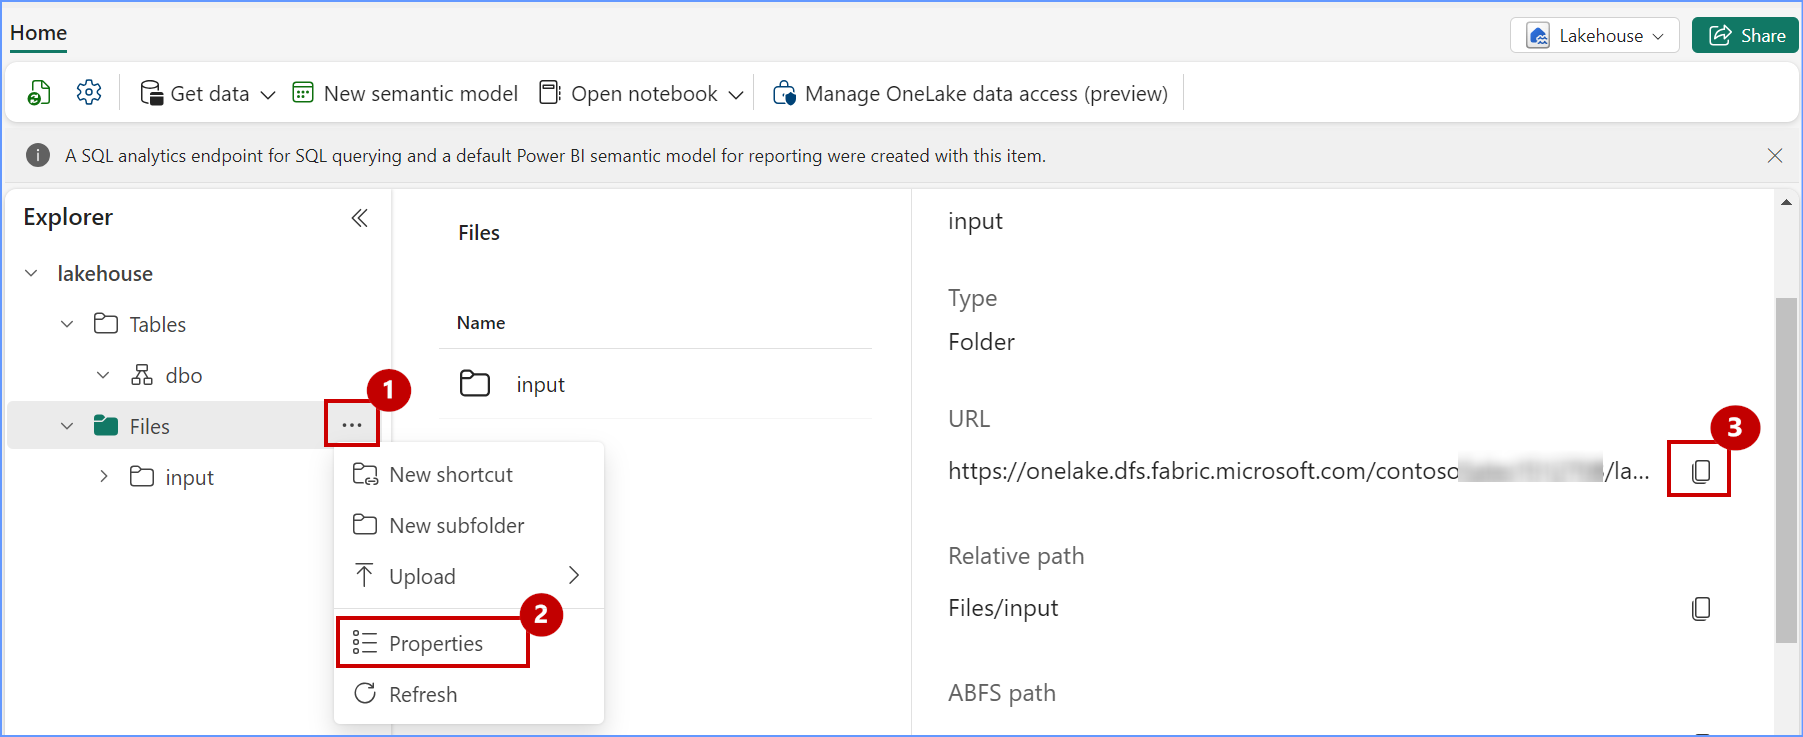 Home
Lakehouse
Share
Get data
New semantic model
Open notebook
Manage OneLake data access (preview)
A SQL analytics endpoint for SQL querying and a default Power BI semantic model for reporting were created with this item.
Explorer
lakehouse
Tables
dbo
1
Files
...
input
New shortcut
New subfolder
Upload
2
Properties
Refresh
Files
Name
input
input
Type
Folder
URL
3
https://onelake.dfs.fabric.microsoft.com/contoso /la...
Relative path
Files/input
ABFS path